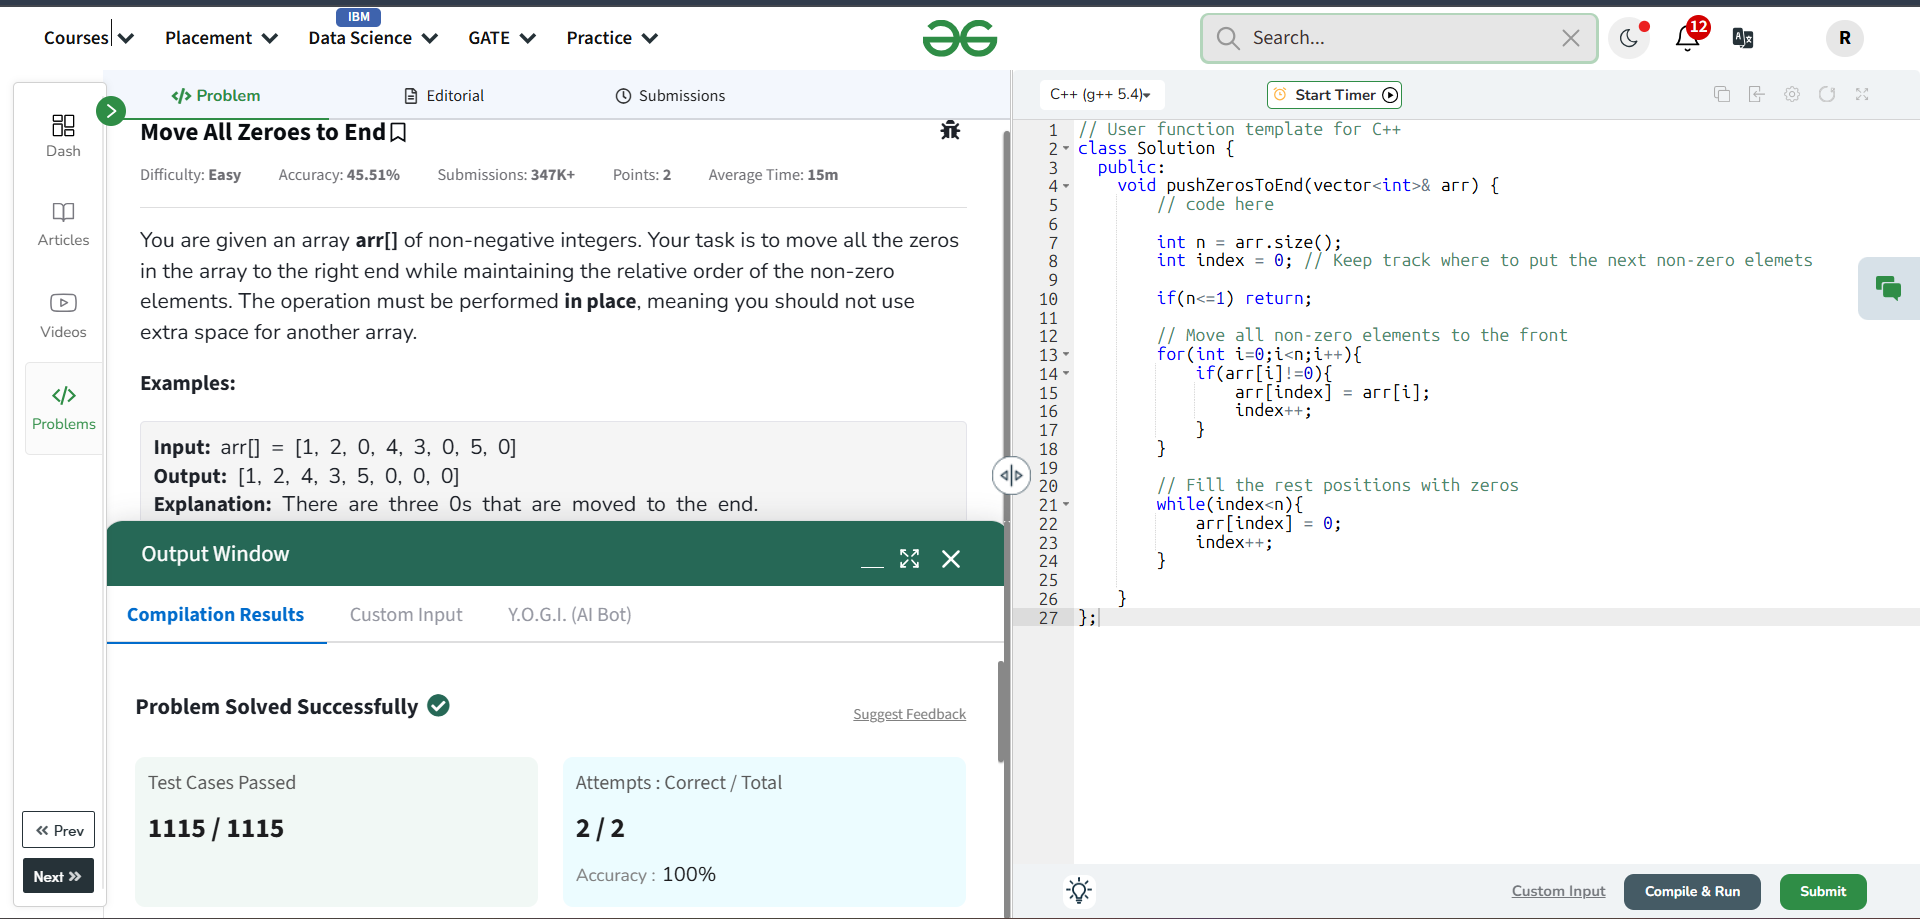 IBM
Courses
Placement
Data Science
GATE
Practice
Search...
12
R
Dash
Articles
Videos
Problems
Prev
Next
Problem
Editorial
Submissions
Move All Zeroes to End
Difficulty: Easy Accuracy: 45.51% Submissions: 347K+ Points: 2 Average Time: 15m
You are given an array arr[] of non-negative integers. Your task is to move all the zeros
in the array to the right end while maintaining the relative order of the non-zero
elements. The operation must be performed in place, meaning you should not use
extra space for another array.
Examples:
Input: arr[] = [1, 2, 0, 4, 3, 0, 5, 0]
Output: [1, 2, 4, 3, 5, 0, 0, 0]
Explanation: There are three 0s that are moved to the end.
Output Window
Compilation Results
Custom Input
Y.O.G.I. (AI Bot)
Problem Solved Successfully
Suggest Feedback
Test Cases Passed
1115 / 1115
Attempts : Correct / Total
2 / 2
Accuracy : 100%
C++ (g++ 5.4)
Start Timer
1 // User function template for C++
2 class Solution {
3 public:
4 void pushZerosToEnd(vector<int>& arr) {
5 // code here
6
7 int n = arr.size();
8 int index = 0; // Keep track where to put the next non-zero elemets
9
10 if(n<=1) return;
11
12 // Move all non-zero elements to the front
13 for(int i=0;i<n;i++){
14 if(arr[i]!=0){
15 arr[index] = arr[i];
16 index++;
17 }
18 }
19
20 // Fill the rest positions with zeros
21 while(index<n){
22 arr[index] = 0;
23 index++;
24 }
25
26 }
27 };
Custom Input
Compile & Run
Submit